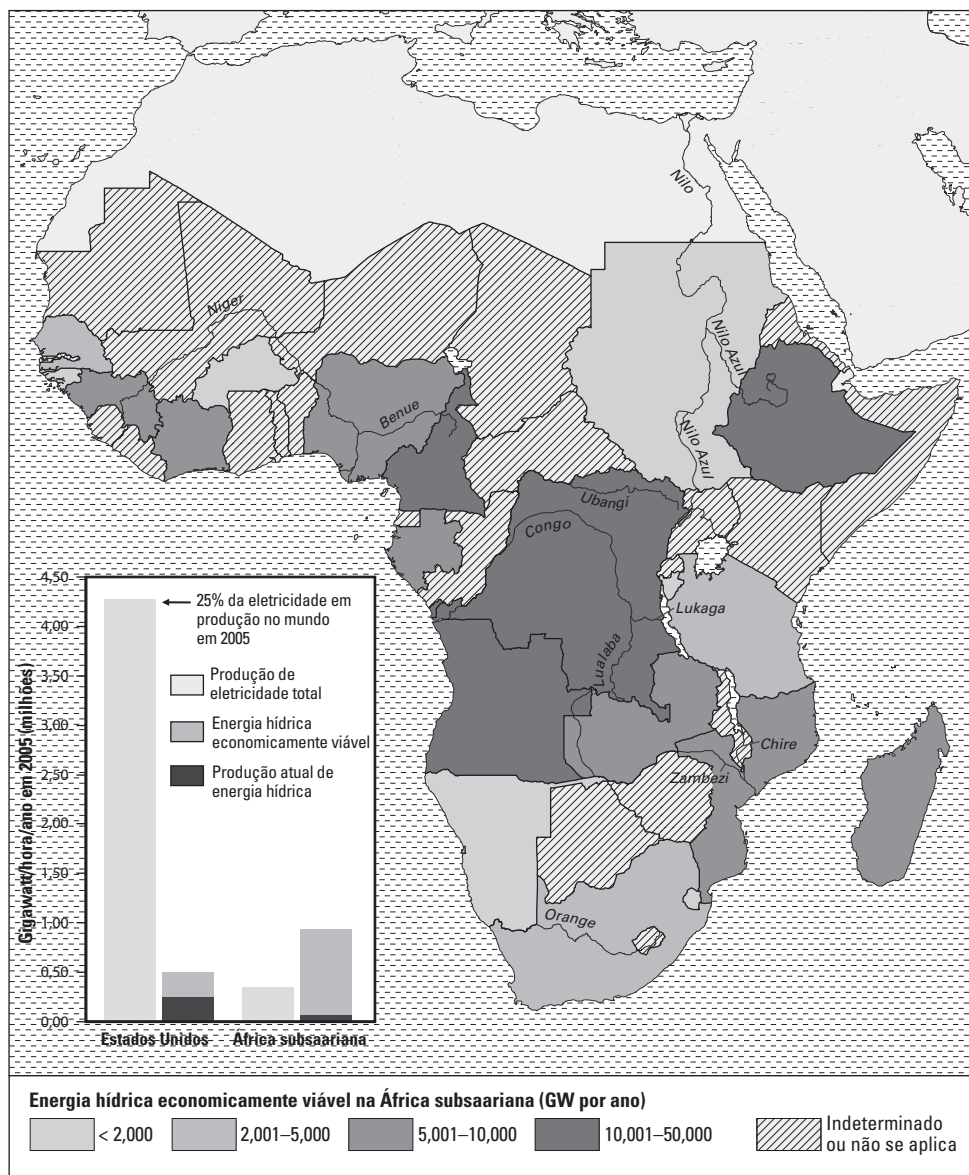 Nilo
Niger
Nilo Azul
Benue
Nilo Azul
Ubangi
Congo
Lukaga
Lualaba
Chire
Zambezi
Orange
Gigawatt/hora/ano em 2005 (milhões)
4,50
4,00
3,50
3,00
2,50
2,00
1,50
1,00
0,50
0,00
25% da eletricidade em
produção no mundo
em 2005
Produção de
eletricidade total
Energia hídrica
economicamente viável
Produção atual de
energia hídrica
Estados Unidos
África subsaariana
Energia hídrica economicamente viável na África subsaariana (GW por ano)
< 2,000
2,001–5,000
5,001–10,000
10,001–50,000
Indeterminado
ou não se aplica